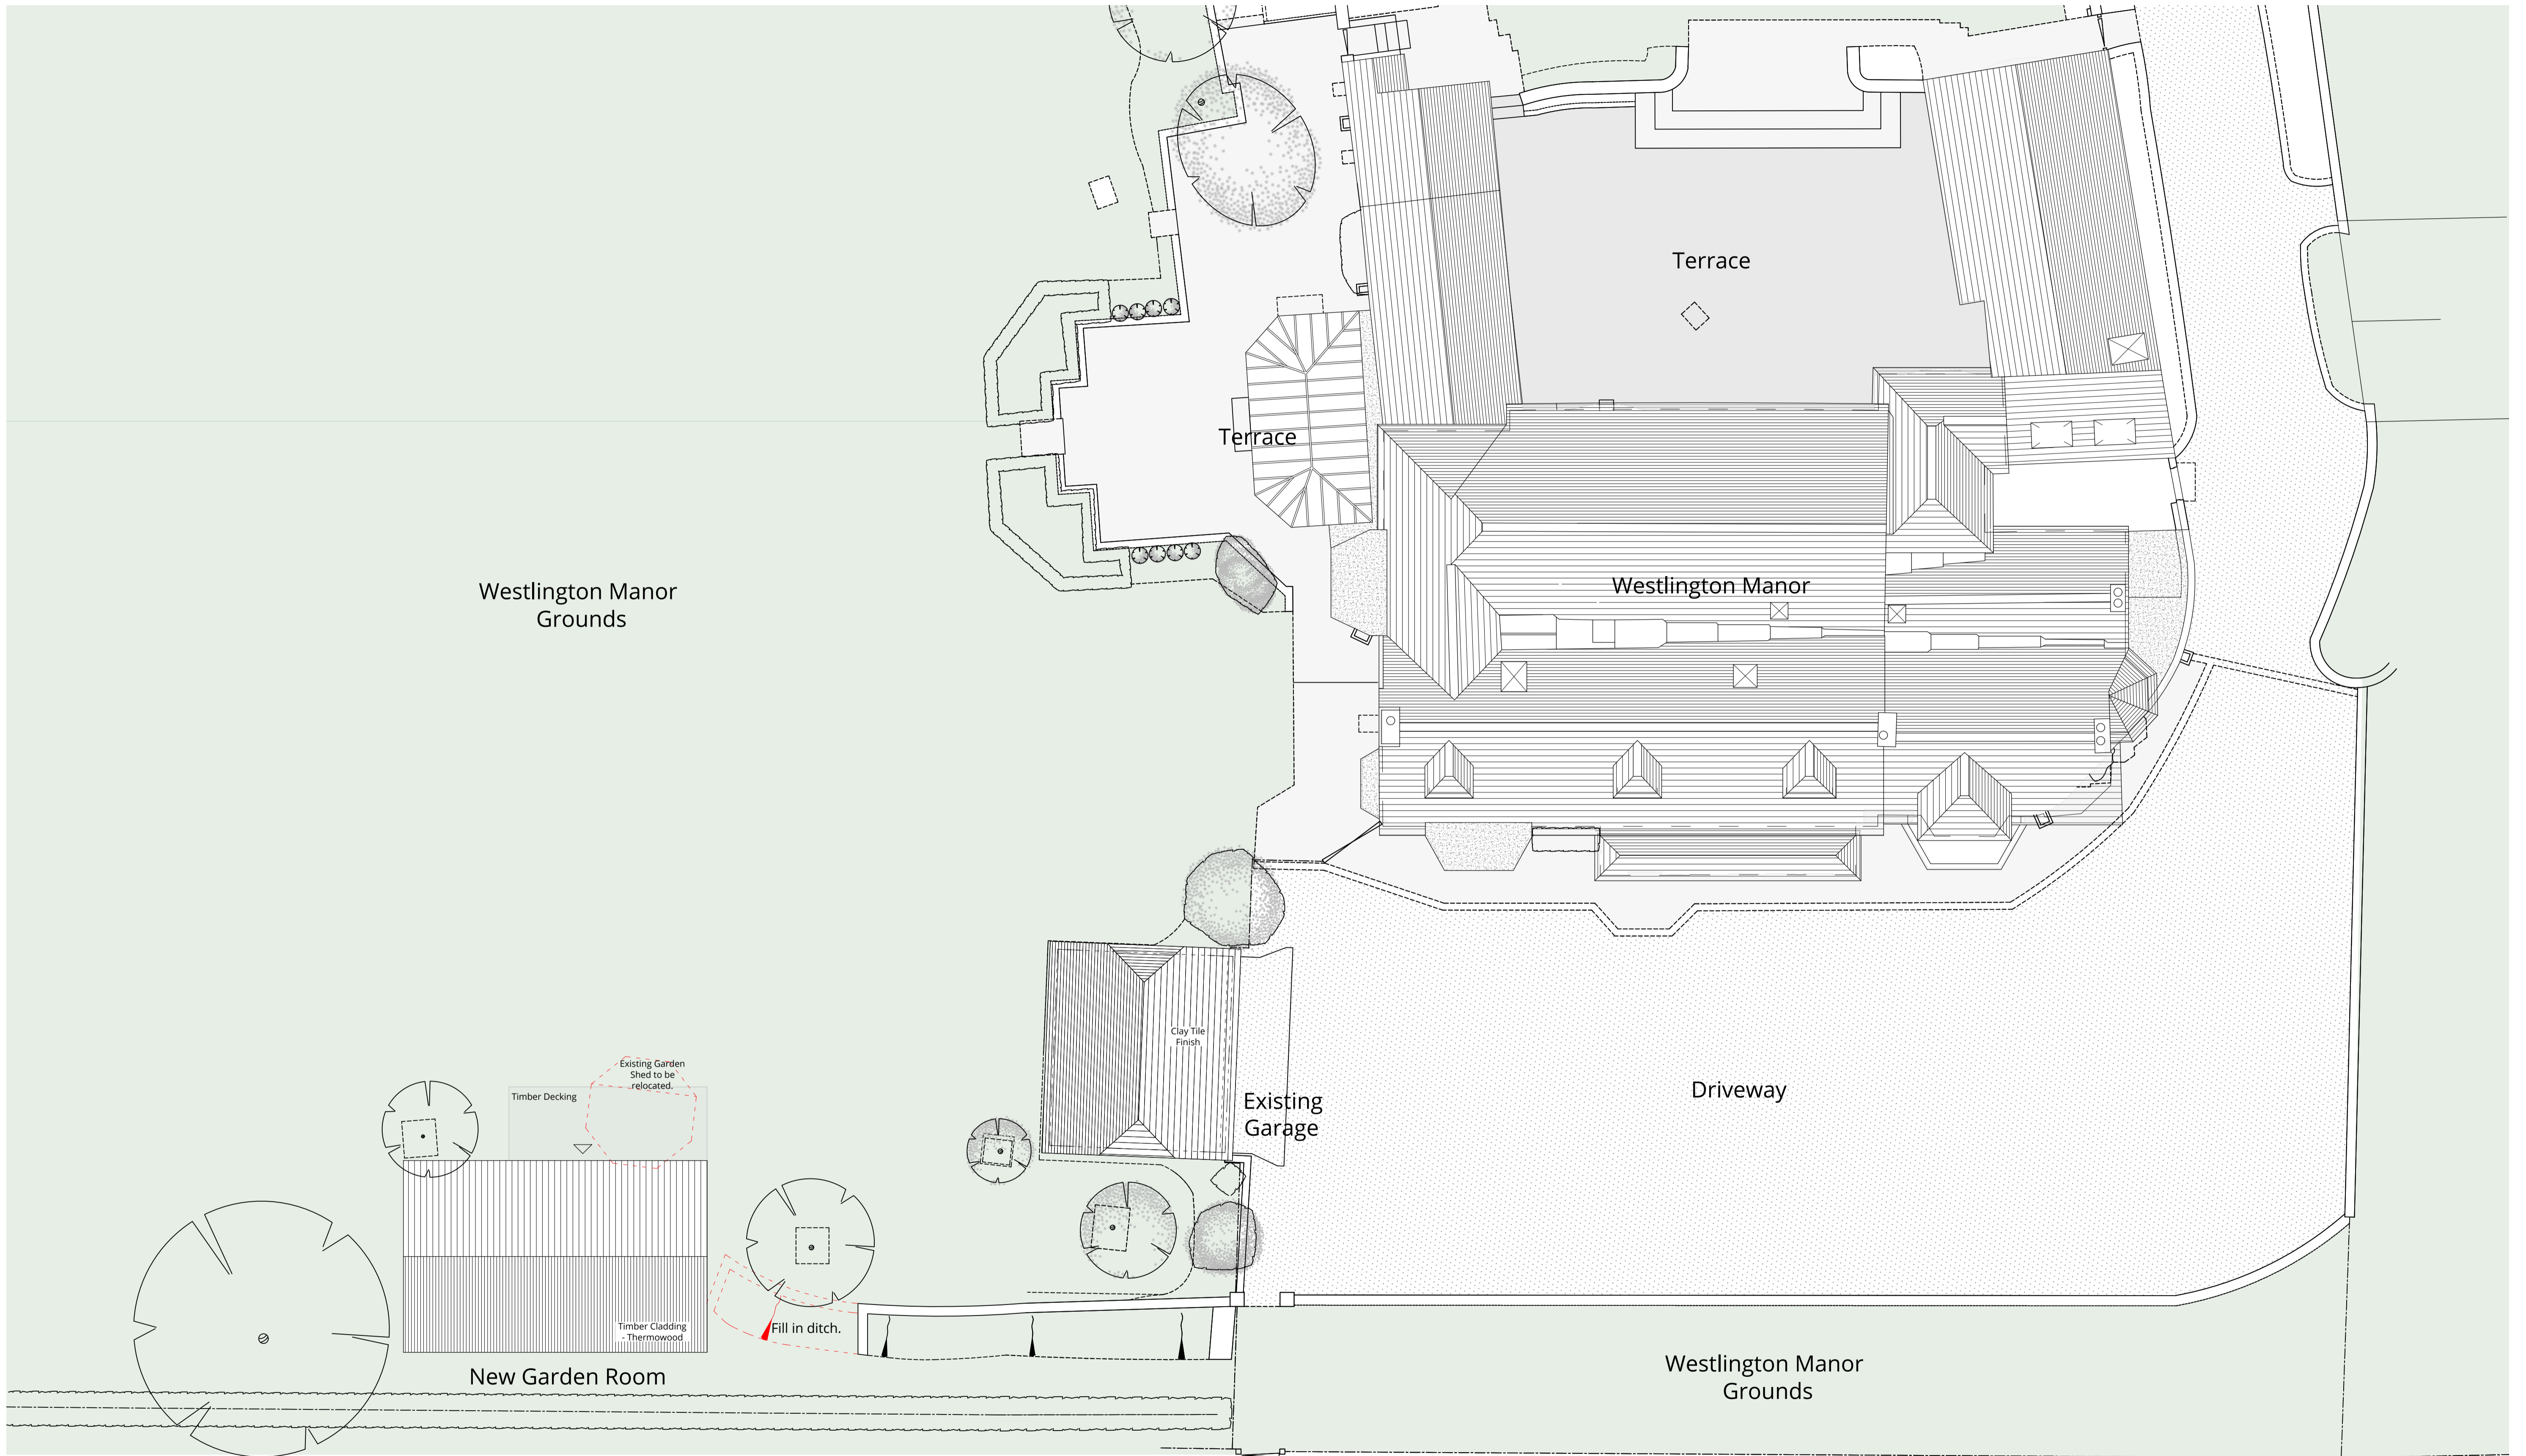 Terrace
Terrace
Westlington Manor
Grounds
Westlington Manor
Clay Tile
Finish
Existing Garden
Shed to be
relocated.
Timber Decking
Existing
Garage
Driveway
Timber Cladding
- Thermowood
Fill in ditch.
New Garden Room
Westlington Manor
Grounds